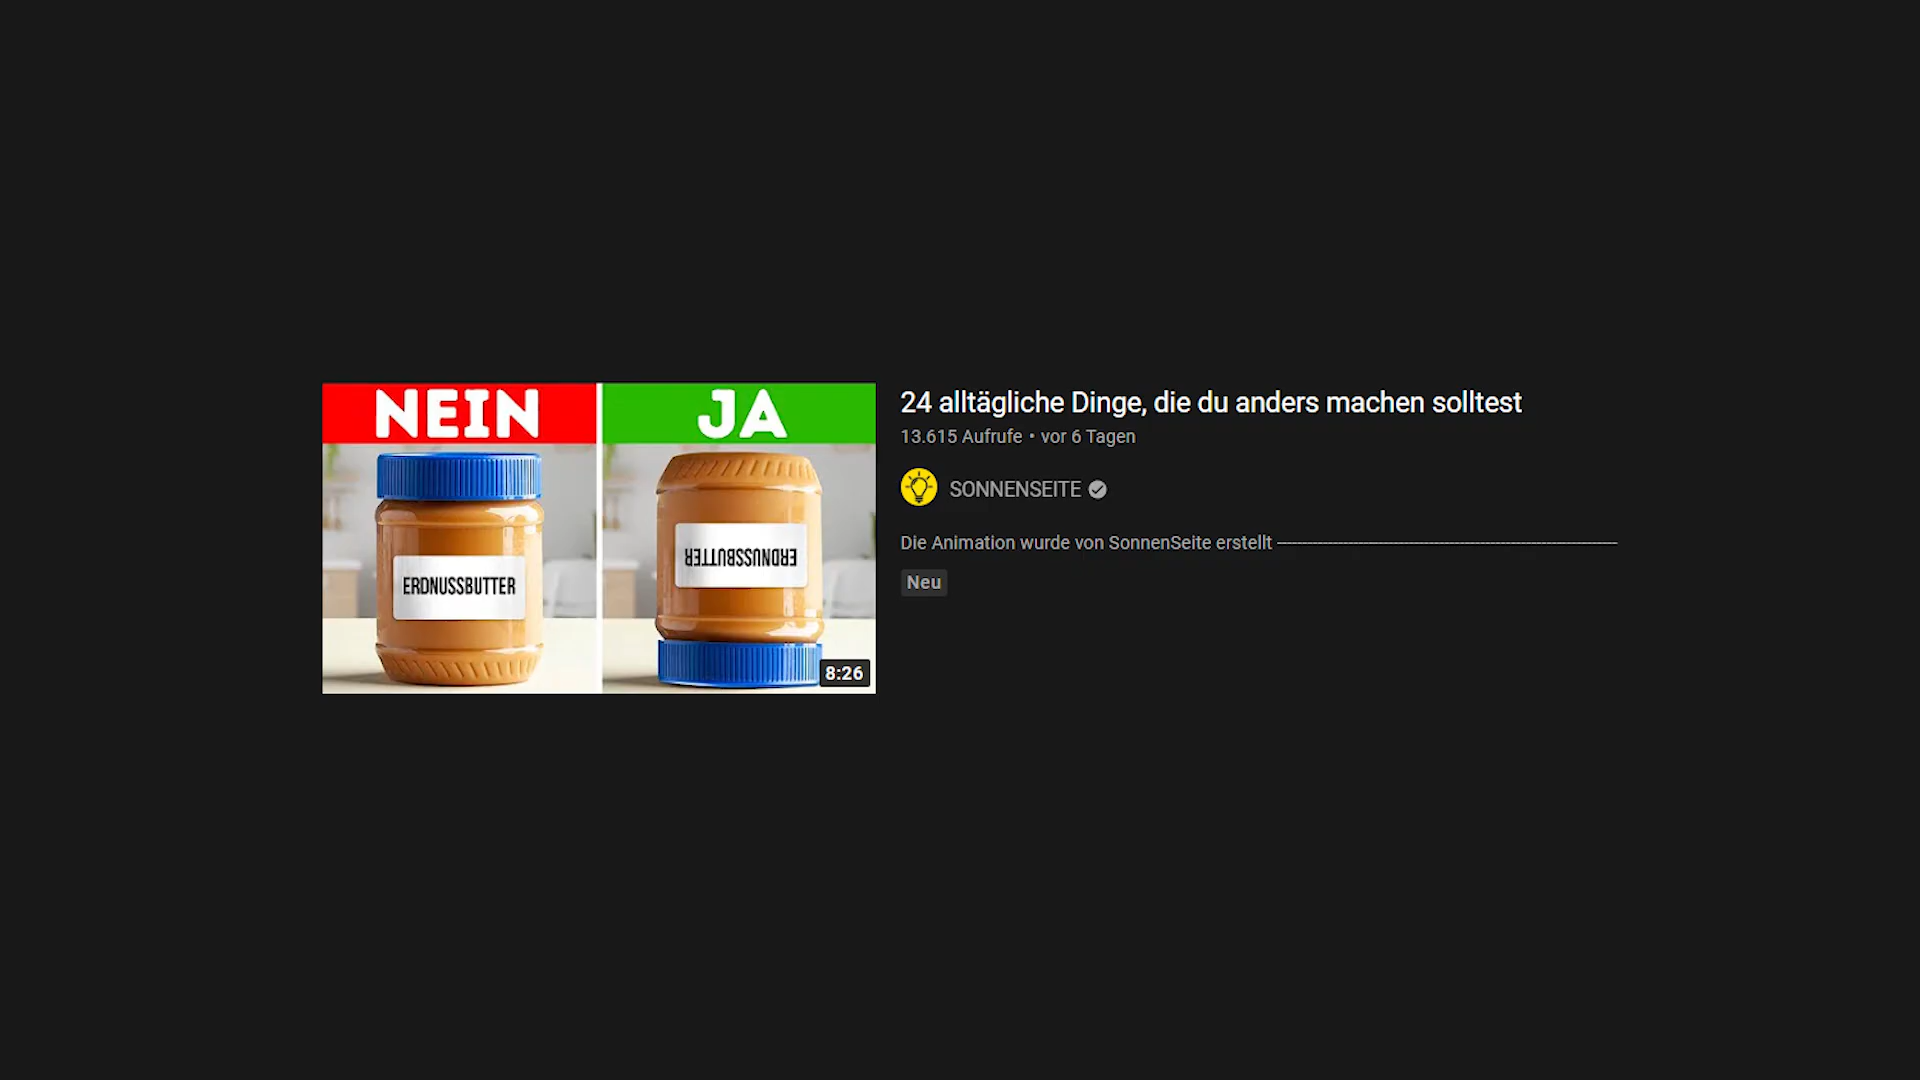 NEIN
JA
ERDNUSSBUTTER
ERDNUSSBUTTER
8:26
24 alltägliche Dinge, die du anders machen solltest
13.615 Aufrufe • vor 6 Tagen
SONNENSEITE
Die Animation wurde von SonnenSeite erstellt ----------------------------------------------------------------------------------------
Neu